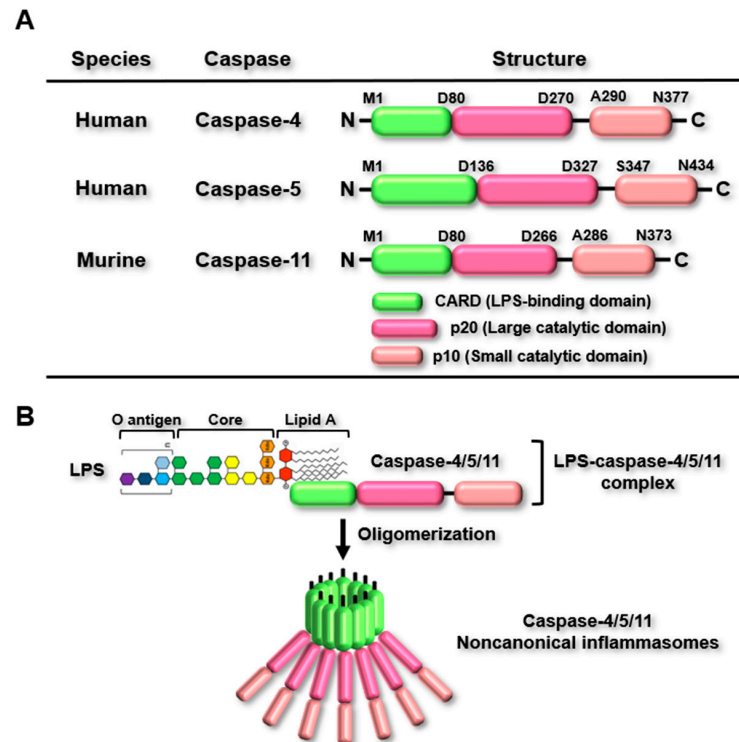 A
Species Caspase Structure
M1 D80 D270 A290 N377
Human Caspase-4 N C
M1 D136 D327 S347 N434
Human Caspase-5 N C
M1 D80 D266 A286 N373
Murine Caspase-11 N C
CARD (LPS-binding domain)
p20 (Large catalytic domain)
p10 (Small catalytic domain)
B
O antigen Core Lipid A
n
LPS
Caspase-4/5/11
LPS-caspase-4/5/11
complex
Oligomerization
Caspase-4/5/11
Noncanonical inflammasomes